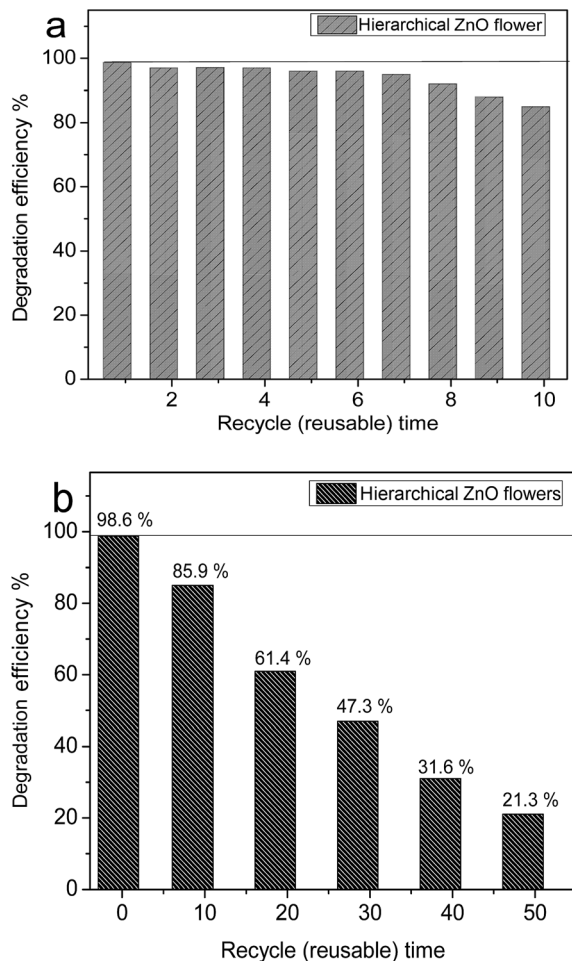 a
Hierarchical ZnO flower
Degradation efficiency %
100
80
60
40
20
0
2 4 6 8 10
Recycle (reusable) time
b
Hierarchical ZnO flowers
Degradation efficiency %
100
80
60
40
20
0
98.6 %
85.9 %
61.4 %
47.3 %
31.6 %
21.3 %
0 10 20 30 40 50
Recycle (reusable) time